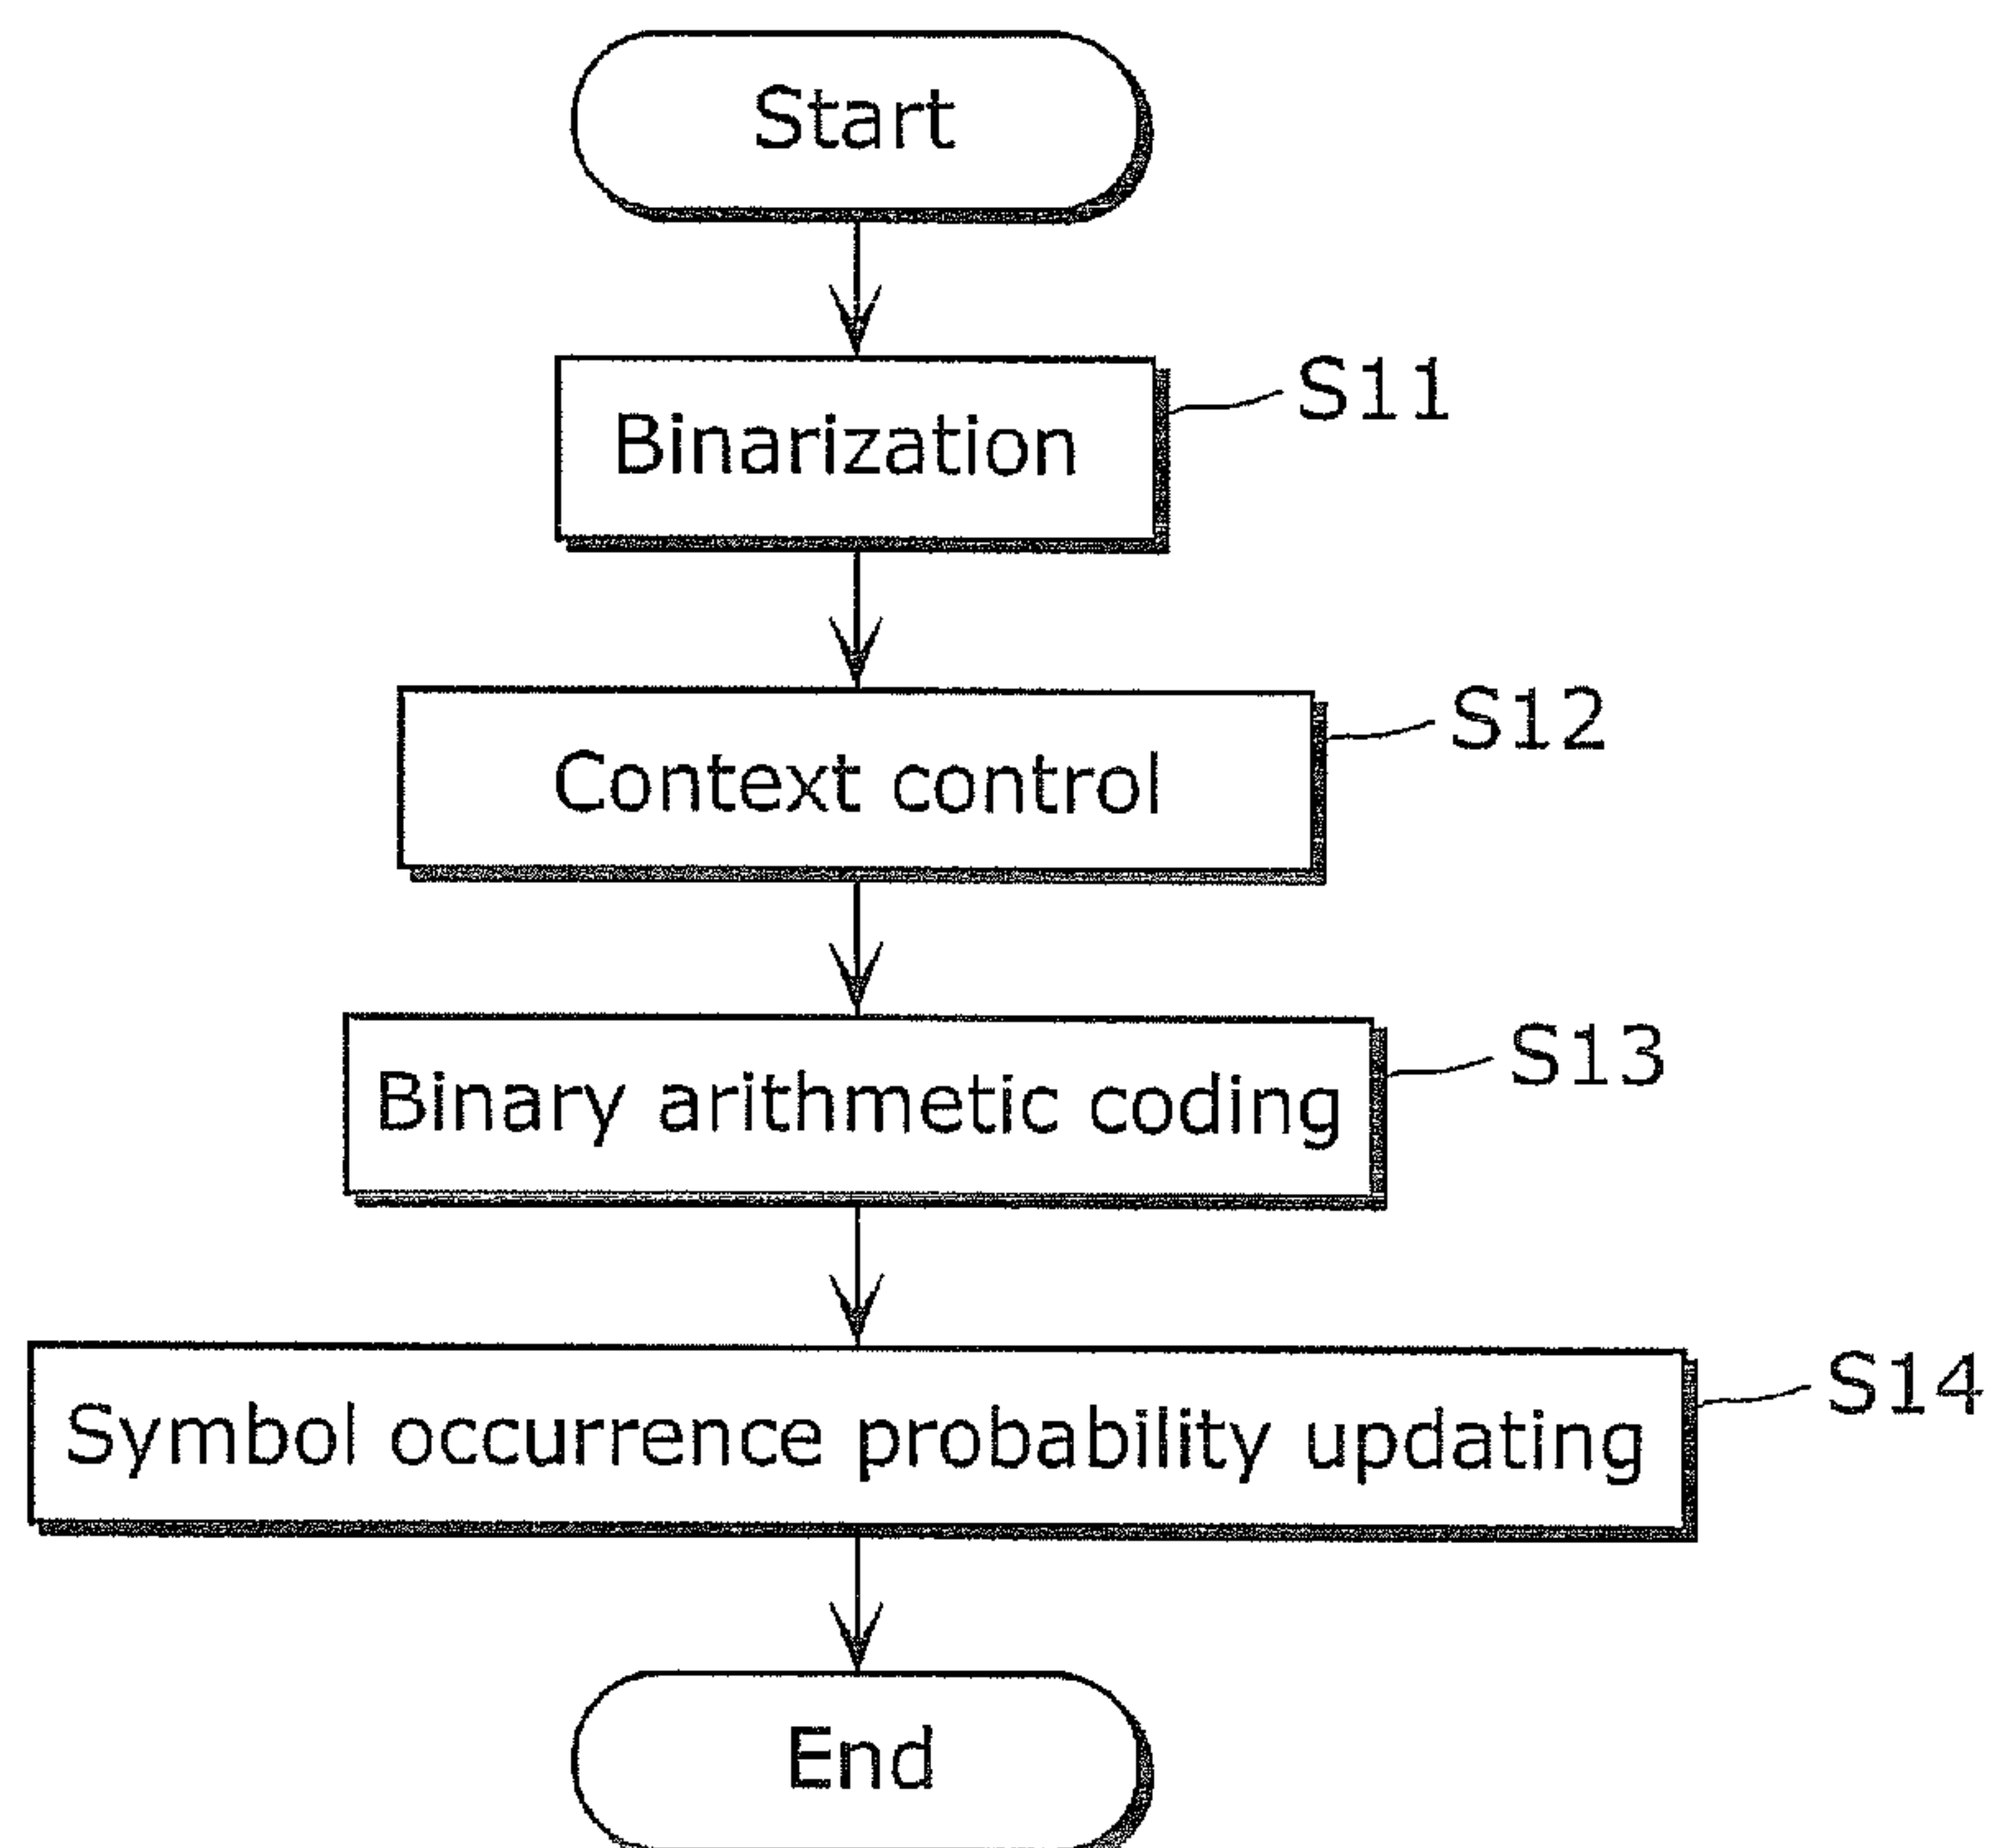 Start
Binarization
S11
Context control
S12
Binary arithmetic coding
S13
Symbol occurrence probability updating
S14
End